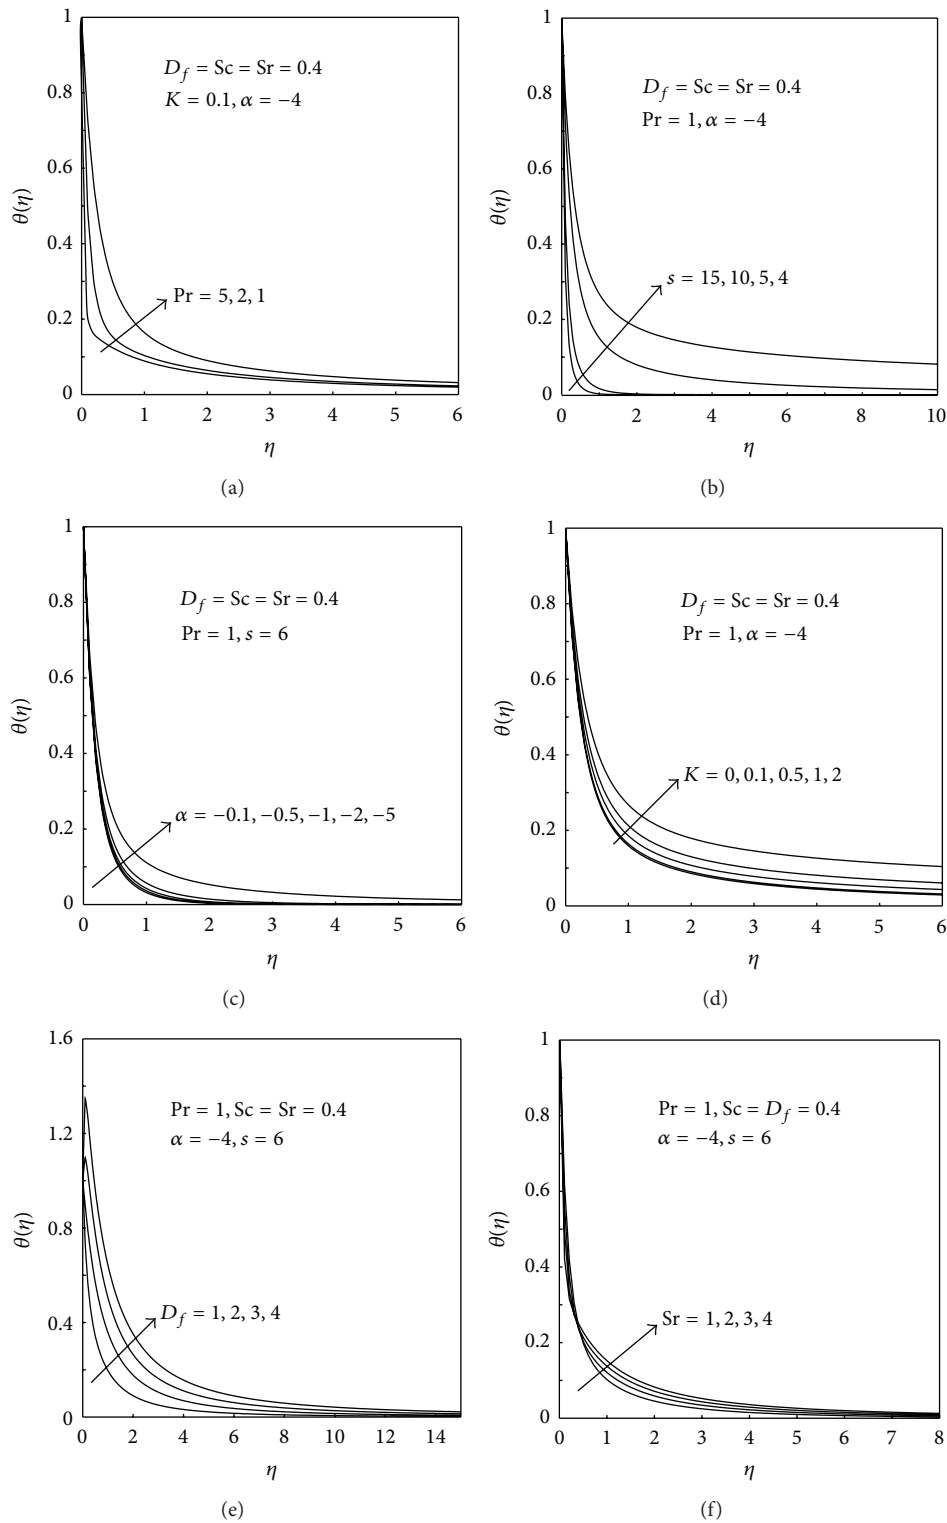 1
0.8
0.6
0.4
0.2
0
θ(η)
D_f = Sc = Sr = 0.4
K = 0.1, α = −4
Pr = 5, 2, 1
0 1 2 3 4 5 6
η
(a)
1
0.8
0.6
0.4
0.2
0
θ(η)
D_f = Sc = Sr = 0.4
Pr = 1, α = −4
s = 15, 10, 5, 4
0 2 4 6 8 10
η
(b)
1
0.8
0.6
0.4
0.2
0
θ(η)
D_f = Sc = Sr = 0.4
Pr = 1, s = 6
α = −0.1, −0.5, −1, −2, −5
0 1 2 3 4 5 6
η
(c)
1
0.8
0.6
0.4
0.2
0
θ(η)
D_f = Sc = Sr = 0.4
Pr = 1, α = −4
K = 0, 0.1, 0.5, 1, 2
0 1 2 3 4 5 6
η
(d)
1.6
1.2
0.8
0.4
0
θ(η)
Pr = 1, Sc = Sr = 0.4
α = −4, s = 6
D_f = 1, 2, 3, 4
0 2 4 6 8 10 12 14
η
(e)
1
0.8
0.6
0.4
0.2
0
θ(η)
Pr = 1, Sc = D_f = 0.4
α = −4, s = 6
Sr = 1, 2, 3, 4
0 1 2 3 4 5 6 7 8
η
(f)